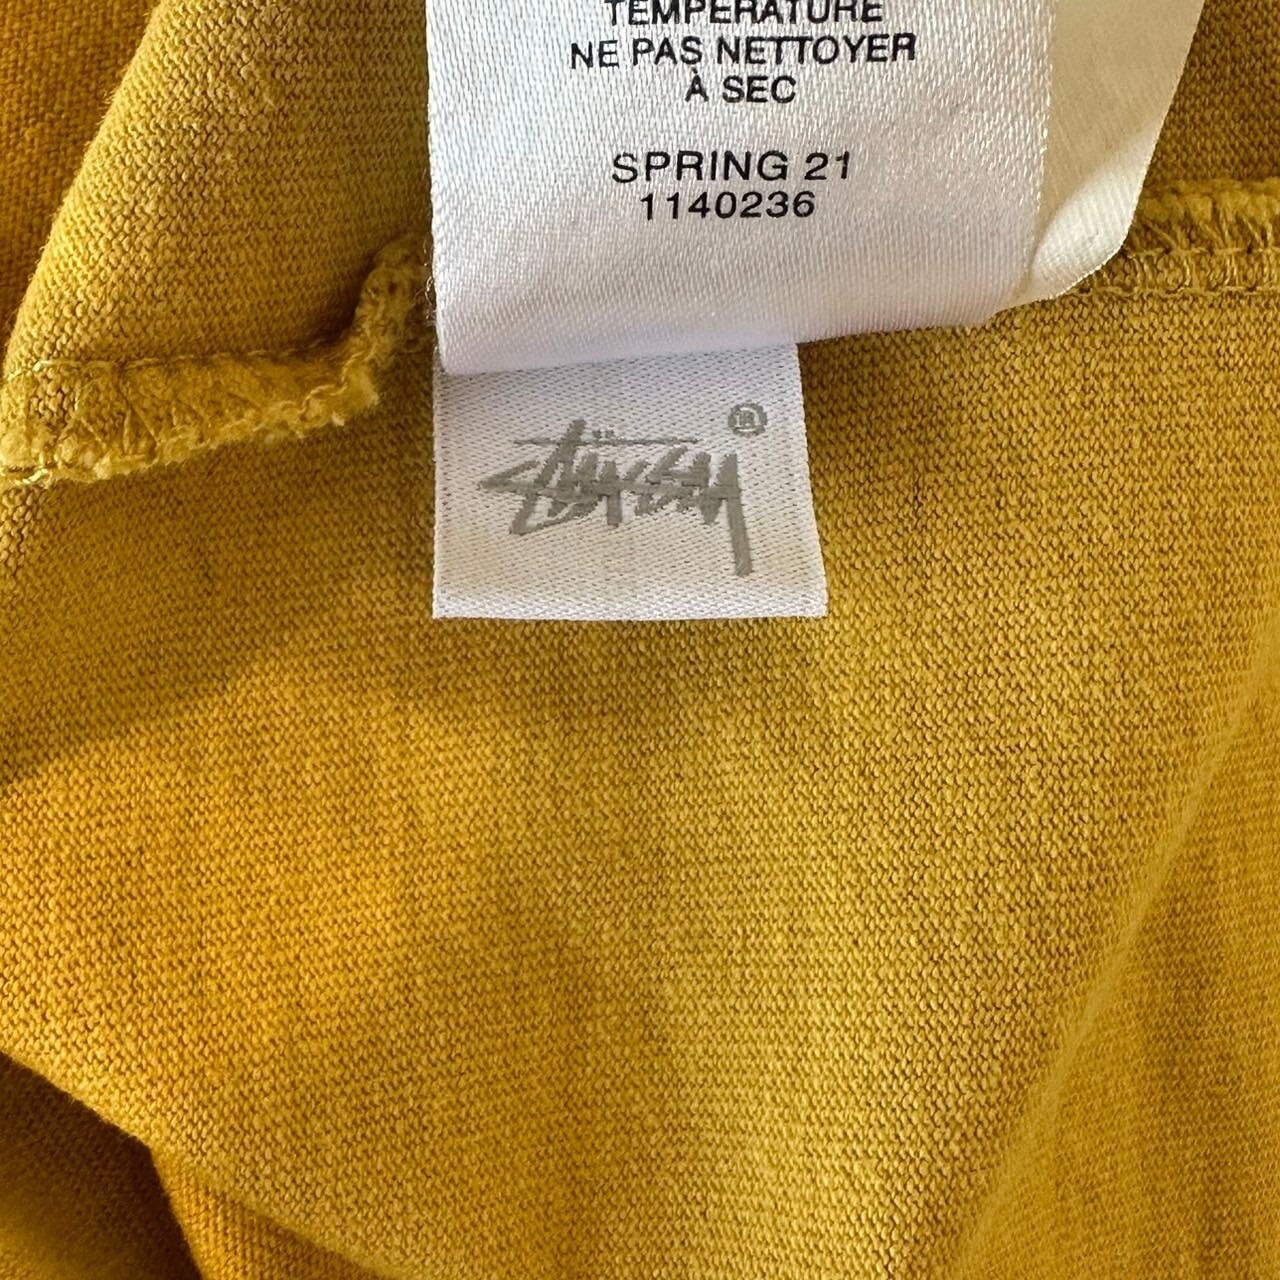 TEMPERATURE
NE PAS NETTOYER
À SEC
SPRING 21
1140236
Stüssy ®